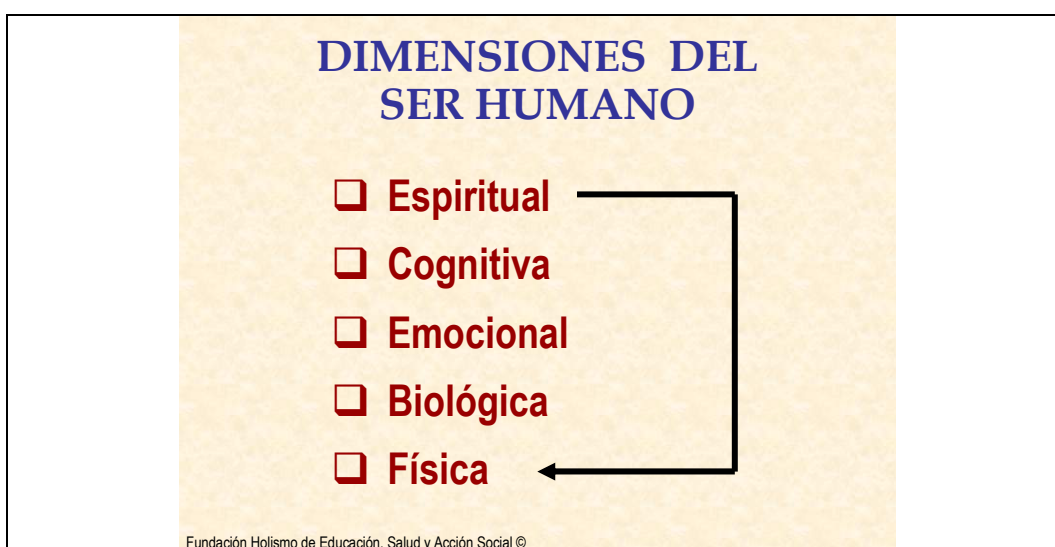 DIMENSIONES DEL
SER HUMANO
Espiritual
Cognitiva
Emocional
Biológica
Física
Fundación Holismo de Educación, Salud y Acción Social ©